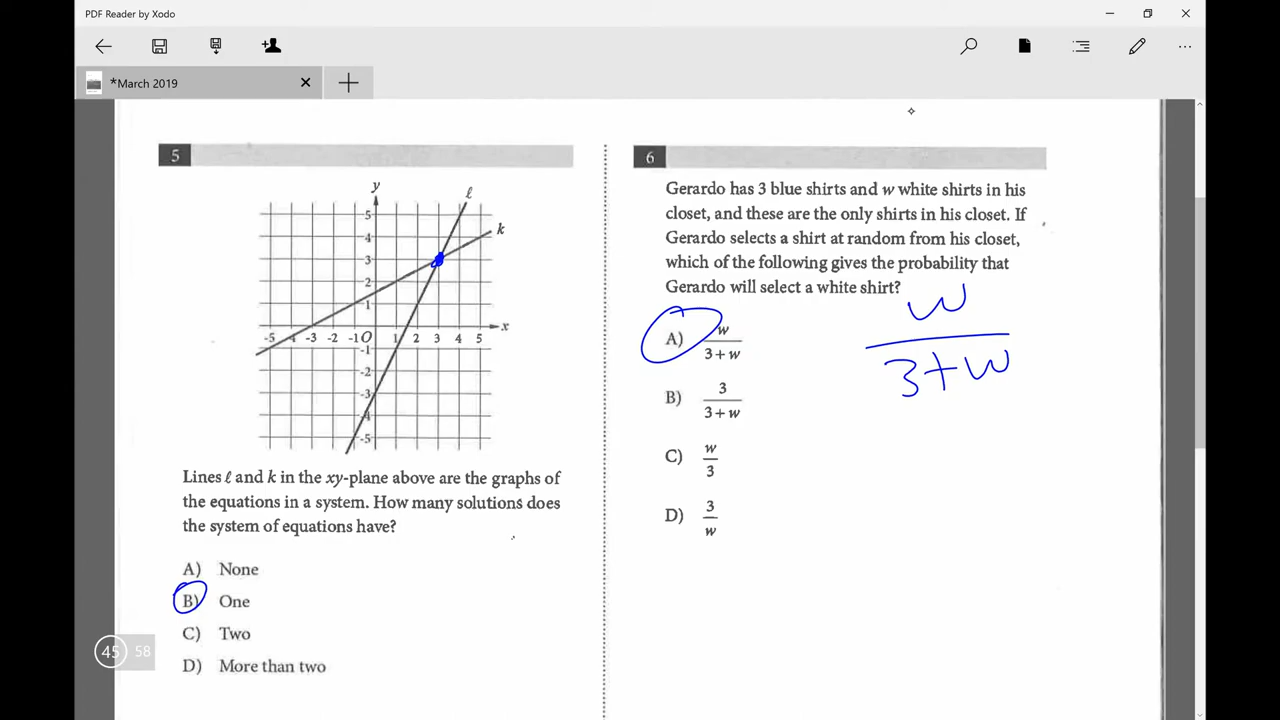 PDF Reader by Xodo
*March 2019
5
y
ℓ
k
5
4
3
2
1
-5 -4 -3 -2 -1 O 1 2 3 4 5 x
-1
-2
-3
-4
-5
Lines ℓ and k in the xy-plane above are the graphs of
the equations in a system. How many solutions does
the system of equations have?
A) None
B) One
C) Two
D) More than two
45 58
6
Gerardo has 3 blue shirts and w white shirts in his
closet, and these are the only shirts in his closet. If
Gerardo selects a shirt at random from his closet,
which of the following gives the probability that
Gerardo will select a white shirt?
A) w
3 + w
B) 3
3 + w
C) w
3
D) 3
w
w
3+w